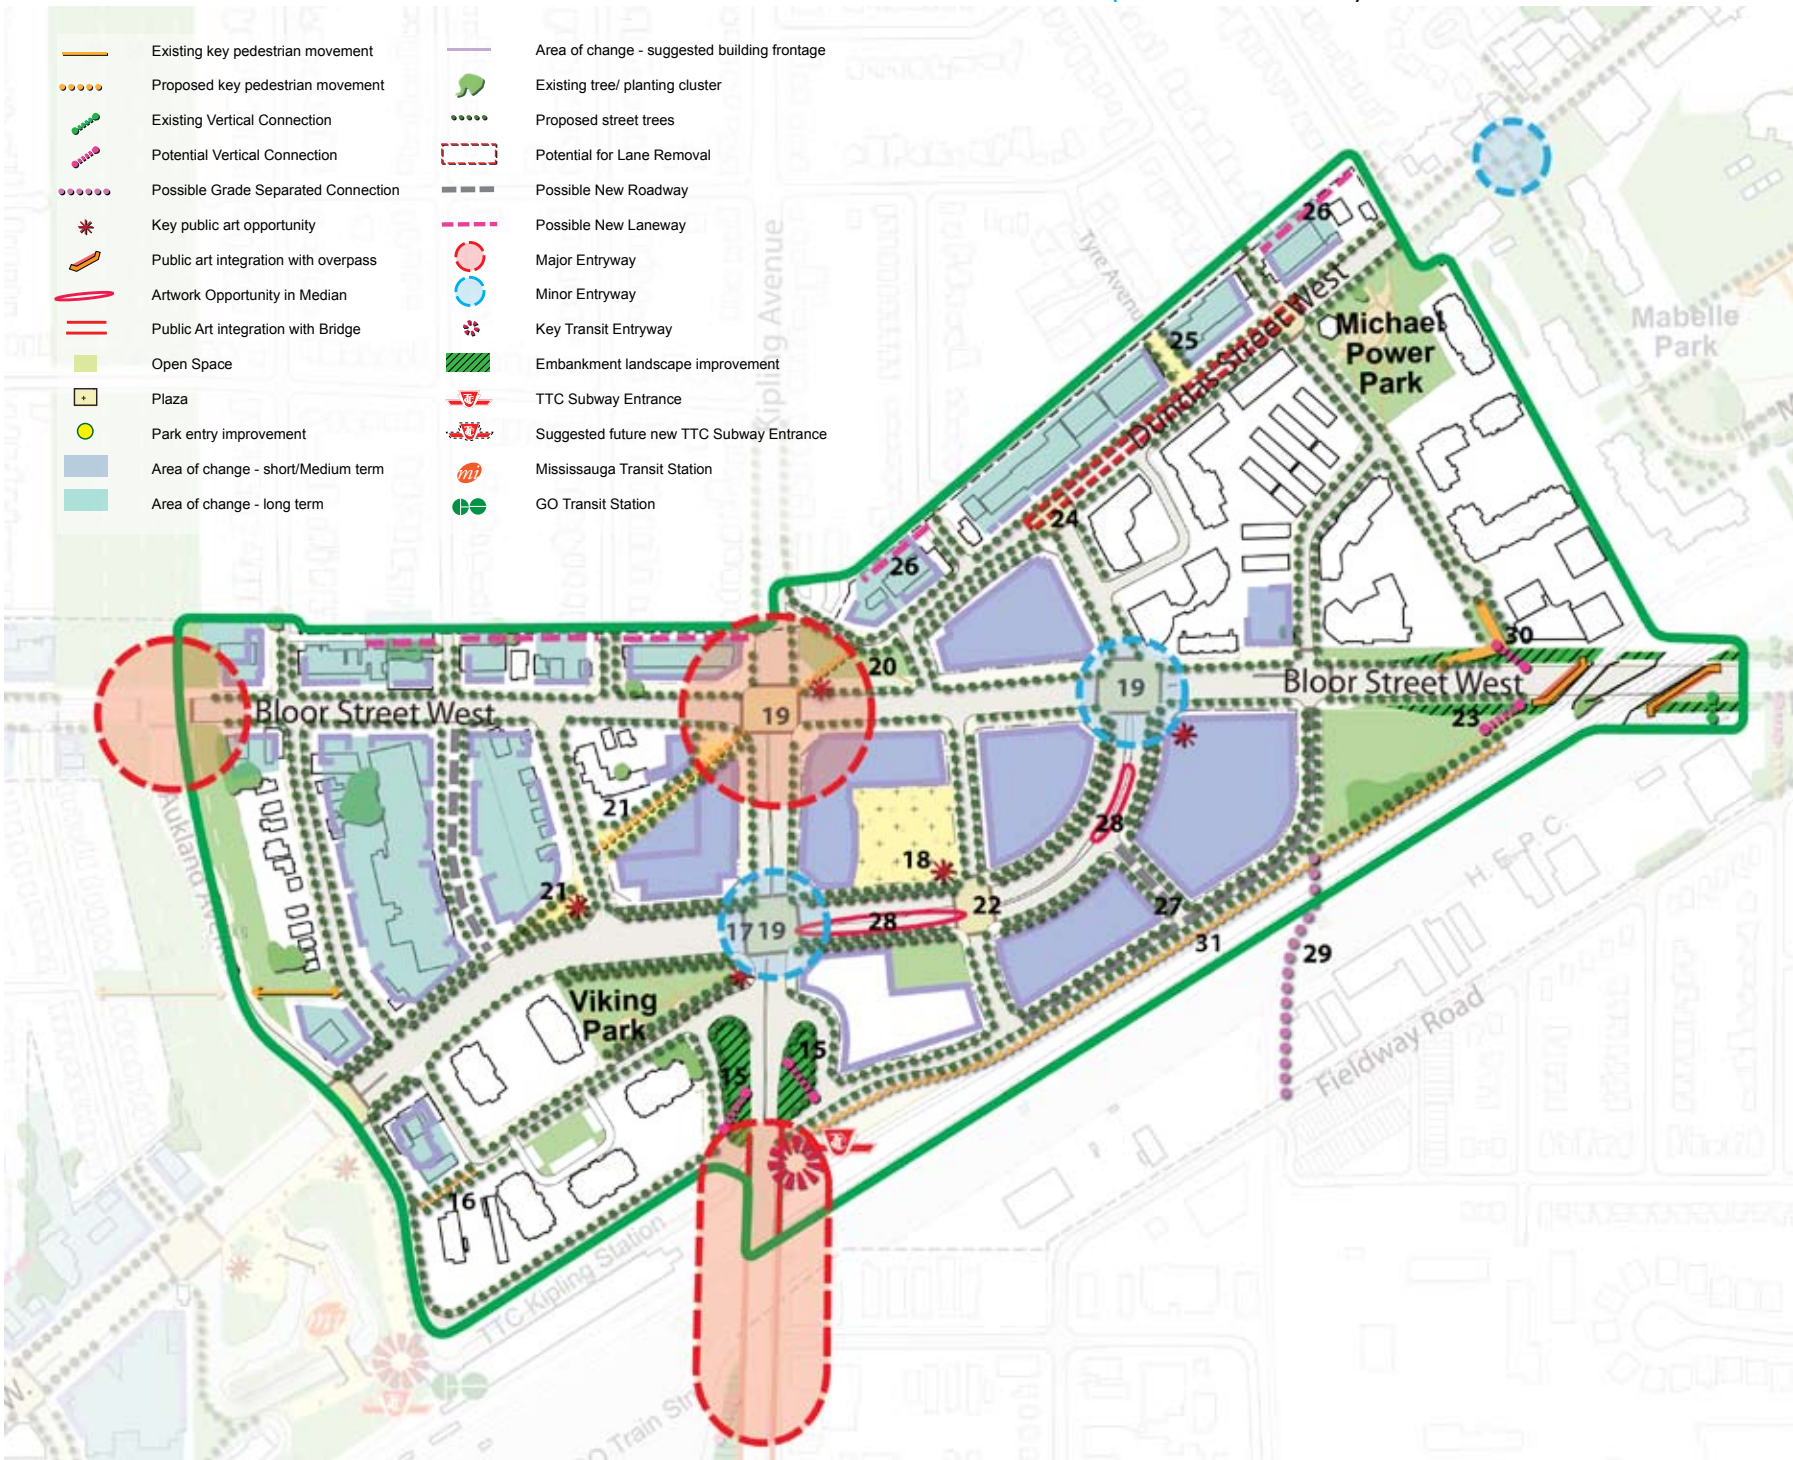 Existing key pedestrian movement
Proposed key pedestrian movement
Existing Vertical Connection
Potential Vertical Connection
Possible Grade Separated Connection
Key public art opportunity
Public art integration with overpass
Artwork Opportunity in Median
Public Art integration with Bridge
Open Space
Plaza
Park entry improvement
Area of change - short/Medium term
Area of change - long term
Area of change - suggested building frontage
Existing tree/ planting cluster
Proposed street trees
Potential for Lane Removal
Possible New Roadway
Possible New Laneway
Major Entryway
Minor Entryway
Key Transit Entryway
Embankment landscape improvement
TTC Subway Entrance
Suggested future new TTC Subway Entrance
Mississauga Transit Station
GO Transit Station
Kipling Avenue
Tyre Avenue
26
25
Dundas Street West
Michael
Power
Park
Mabelle
Park
24
26
30
20
19
Bloor Street West
19
Bloor Street West
23
21
28
18
21
22
28
27
17 19
31
29
Aukland Avenue
H. E. P. C.
Viking
Park
15
15
Fieldway Road
16
TTC Kipling Station
mi
GO Train
W.